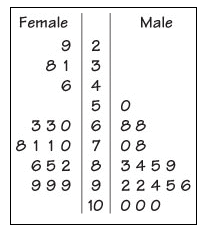 Female Male
9 2
8 1 3
6 4
5 0
3 3 0 6 8 8
8 1 1 0 7 0 8
6 5 2 8 3 4 5 9
9 9 9 9 2 2 4 5 6
10 0 0 0